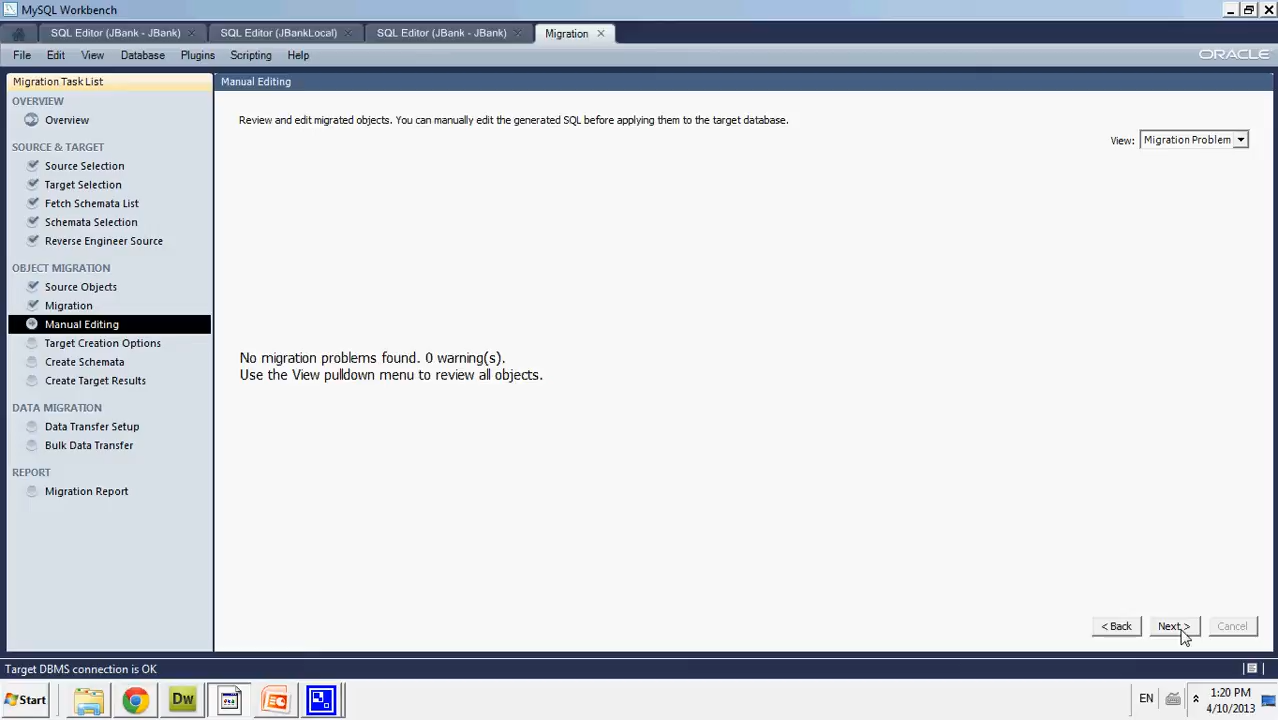 MySQL Workbench
SQL Editor (JBank - JBank)
SQL Editor (JBankLocal)
SQL Editor (JBank - JBank)
Migration
File Edit View Database Plugins Scripting Help
ORACLE
Migration Task List
OVERVIEW
Overview
SOURCE & TARGET
Source Selection
Target Selection
Fetch Schemata List
Schemata Selection
Reverse Engineer Source
OBJECT MIGRATION
Source Objects
Migration
Manual Editing
Target Creation Options
Create Schemata
Create Target Results
DATA MIGRATION
Data Transfer Setup
Bulk Data Transfer
REPORT
Migration Report
Manual Editing
Review and edit migrated objects. You can manually edit the generated SQL before applying them to the target database.
View: Migration Problem
No migration problems found. 0 warning(s).
Use the View pulldown menu to review all objects.
< Back Next > Cancel
Target DBMS connection is OK
Start
Dw
EN
1:20 PM
4/10/2013